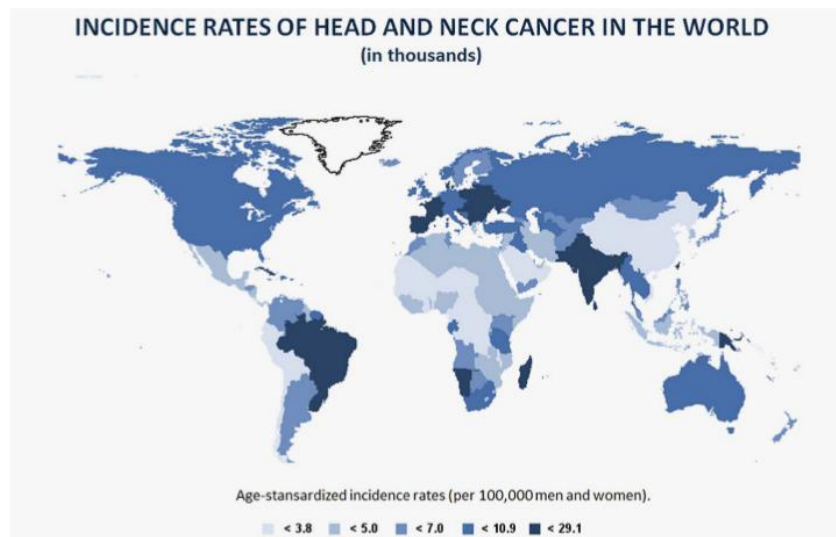 INCIDENCE RATES OF HEAD AND NECK CANCER IN THE WORLD
(in thousands)
Age-stansardized incidence rates (per 100,000 men and women).
< 3.8 < 5.0 < 7.0 < 10.9 < 29.1